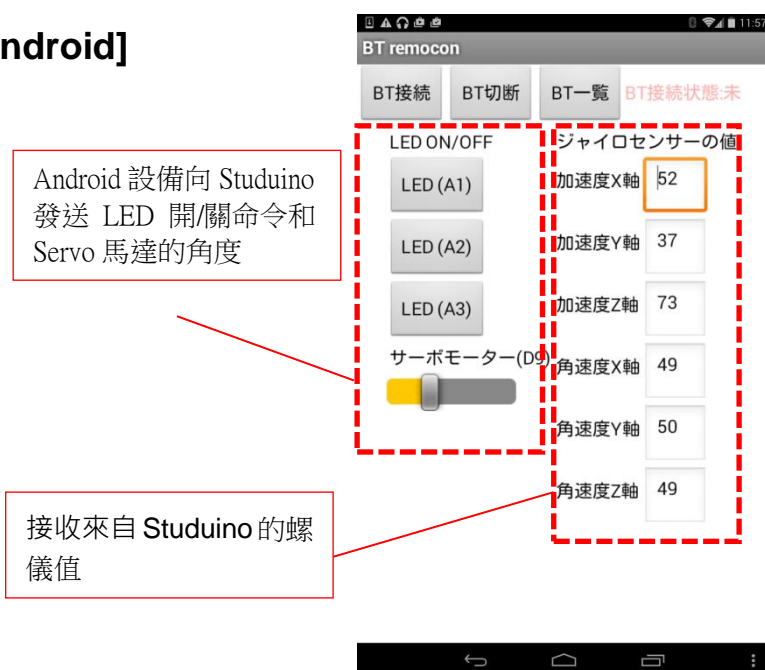 ndroid]
11:57
BT remocon
BT接続 BT切断 BT一覧 BT接続状態:未
LED ON/OFF
LED (A1)
LED (A2)
LED (A3)
サーボモーター(D9)
ジャイロセンサーの値
加速度X軸 52
加速度Y軸 37
加速度Z軸 73
角速度X軸 49
角速度Y軸 50
角速度Z軸 49
Android 設備向 Studuino
發送 LED 開/關命令和
Servo 馬達的角度
接收來自 Studuino 的螺
儀值